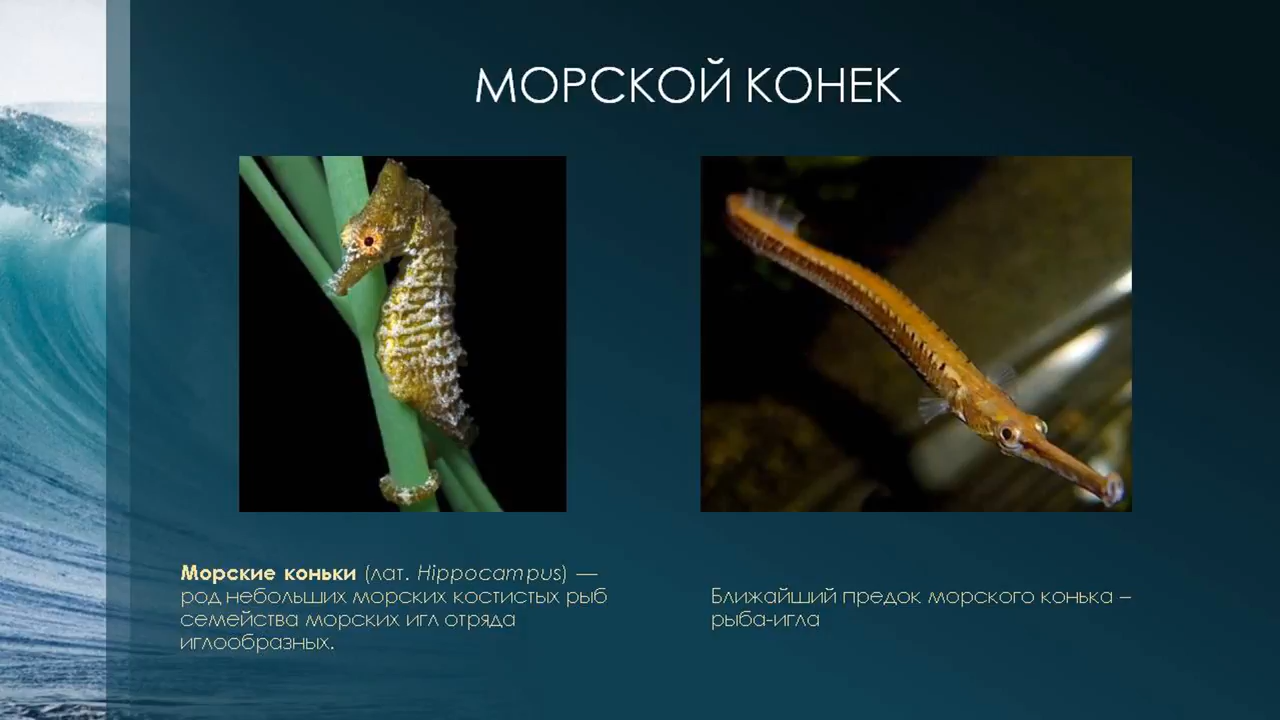 МОРСКОЙ КОНЕК
Морские коньки (лат. Hippocampus) —
род небольших морских костистых рыб
семейства морских игл отряда
иглообразных.
Ближайший предок морского конька –
рыба-игла